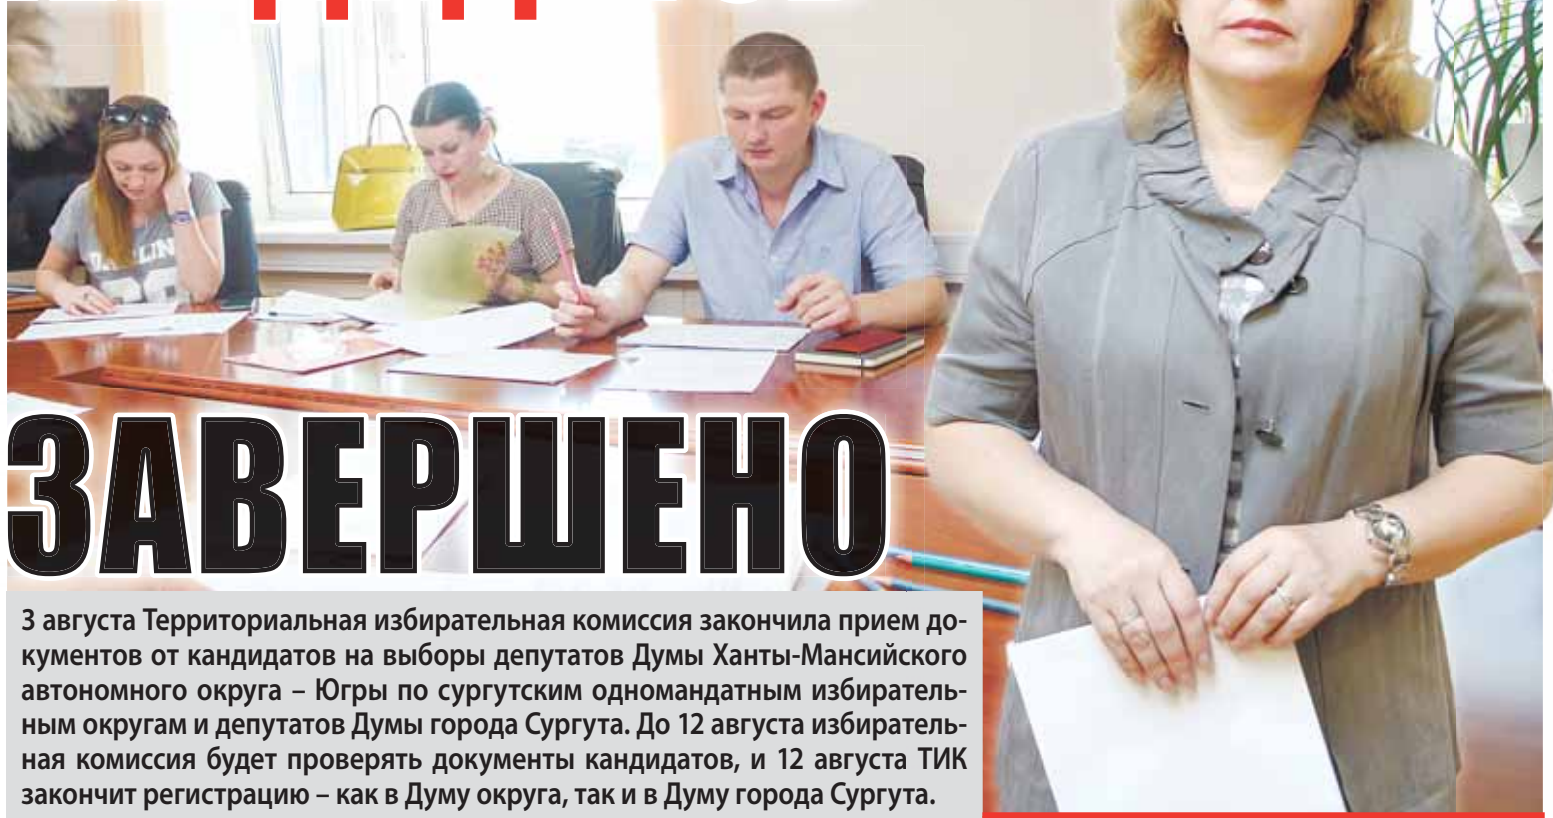 ЗАВЕРШЕНО
3 августа Территориальная избирательная комиссия закончила прием до-
кументов от кандидатов на выборы депутатов Думы Ханты-Мансийского
автономного округа – Югры по сургутским одномандатным избиратель-
ным округам и депутатов Думы города Сургута. До 12 августа избиратель-
ная комиссия будет проверять документы кандидатов, и 12 августа ТИК
закончит регистрацию – как в Думу округа, так и в Думу города Сургута.